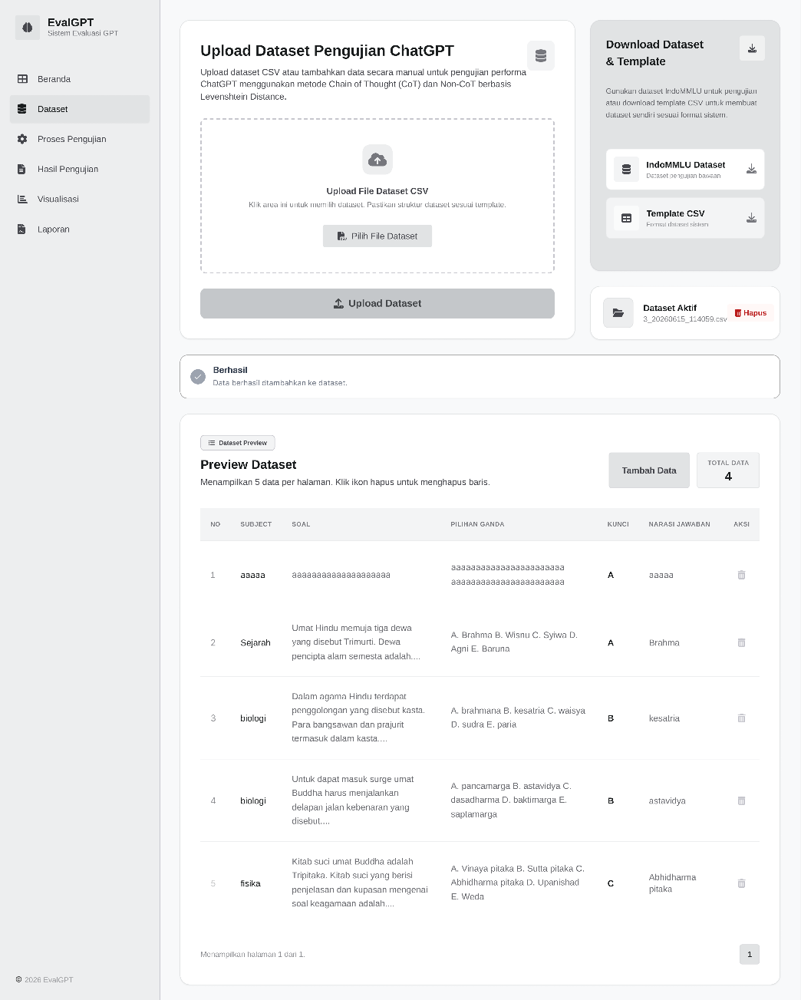 EvalGPT
Sistem Evaluasi GPT
Beranda
Dataset
Proses Pengujian
Hasil Pengujian
Visualisasi
Laporan
© 2026 EvalGPT
Upload Dataset Pengujian ChatGPT
Upload dataset CSV atau tambahkan data secara manual untuk pengujian performa
ChatGPT menggunakan metode Chain of Thought (CoT) dan Non-CoT berbasis
Levenshtein Distance.
Upload File Dataset CSV
Klik area ini untuk memilih dataset. Pastikan struktur dataset sesuai template.
Pilih File Dataset
Upload Dataset
Download Dataset
& Template
Gunakan dataset IndoMMLU untuk pengujian
atau download template CSV untuk membuat
dataset sendiri sesuai format sistem.
IndoMMLU Dataset
Dataset pengujian bawaan
Template CSV
Format dataset sistem
Dataset Aktif
3_20260615_114059.csv
Hapus
Berhasil
Data berhasil dtambahkan ke dataset.
Dataset Preview
Preview Dataset
Menampilkan 5 data per halaman. Klik ikon hapus untuk menghapus baris.
Tambah Data
TOTAL DATA
4
NO SUBJECT SOAL PILIHAN GANDA KUNCI NARASI JAWABAN AKSI
1 aaaaa aaaaaaaaaaaaaaaaaaaa
aaaaaaaaaaaaaaaaaaaaaaa
aaaaaaaaaaaaaaaaaaaaaaa
A aaaaa
2 Sejarah
Umat Hindu memuja tiga dewa
yang disebut Trimurti. Dewa
pencipta alam semesta adalah....
A. Brahma B. Wisnu C. Syiwa D.
Agni E. Baruna
A Brahma
3 biologi
Dalam agama Hindu terdapat
penggolongan yang disebut kasta.
Para bangsawan dan prajurit
termasuk dalam kasta....
A. brahmana B. kesatria C. waisya
D. sudra E. paria
B kesatria
4 biologi
Untuk dapat masuk surge umat
Buddha harus menjalankan
delapan jalan kebenaran yang
disebut....
A. pancamarga B. astavidya C.
dasadharma D. baktimarga E.
saptamarga
B astavidya
5 fisika
Kitab suci umat Buddha adalah
Tripitaka. Kitab suci yang berisi
penjelasan dan kupasan mengenai
soal keagamaan adalah....
A. Vinaya pitaka B. Sutta pitaka C.
Abhidharma pitaka D. Upanishad
E. Weda
C
Abhidharma
pitaka
Menampilkan halaman 1 dari 1.
1